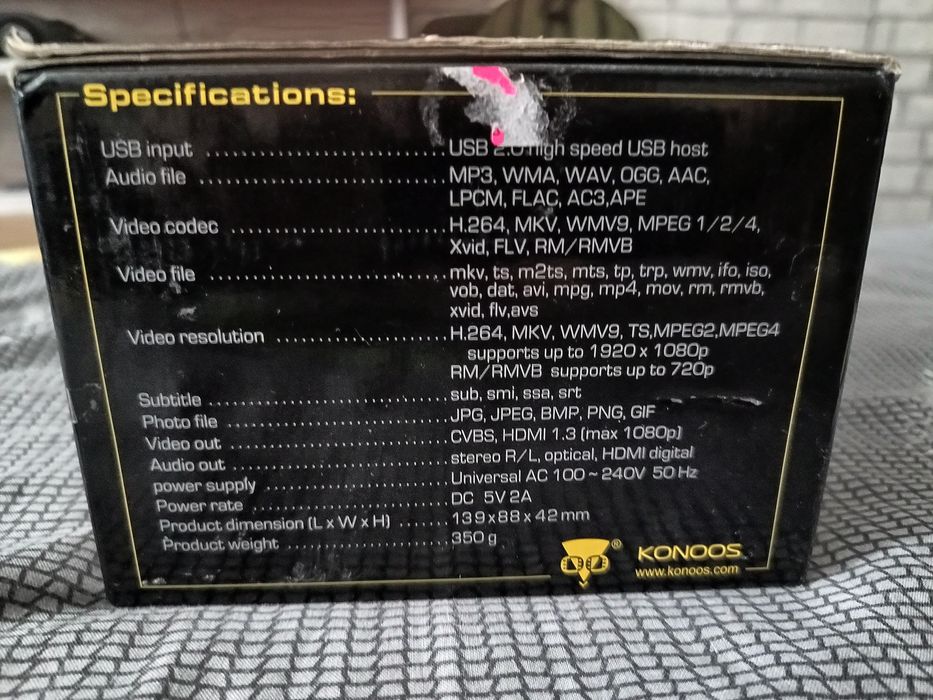 Specifications:
USB input ........................ USB 2.0 high speed USB host
Audio file ........................ MP3, WMA, WAV, OGG, AAC,
LPCM, FLAC, AC3,APE
Video codec ..................... H.264, MKV, WMV9, MPEG 1/2/4,
Xvid, FLV, RM/RMVB
Video file ........................ mkv, ts, m2ts, mts, tp, trp, wmv, ifo, iso,
vob, dat, avi, mpg, mp4, mov, rm, rmvb,
xvid, flv,avs
Video resolution ................. H.264, MKV, WMV9, TS,MPEG2,MPEG4
supports up to 1920 x 1080p
RM/RMVB supports up to 720p
Subtitle ........................ sub, smi, ssa, srt
Photo file ....................... JPG, JPEG, BMP, PNG, GIF
Video out ....................... CVBS, HDMI 1.3 (max 1080p)
Audio out ...................... stereo R/L, optical, HDMI digital
power supply ................... Universal AC 100 ~ 240V 50 Hz
Power rate ..................... DC 5V 2A
Product dimension (L x W x H) ....... 139 x 88 x 42 mm
Product weight ................. 350 g
® KONOOS
www.konoos.com